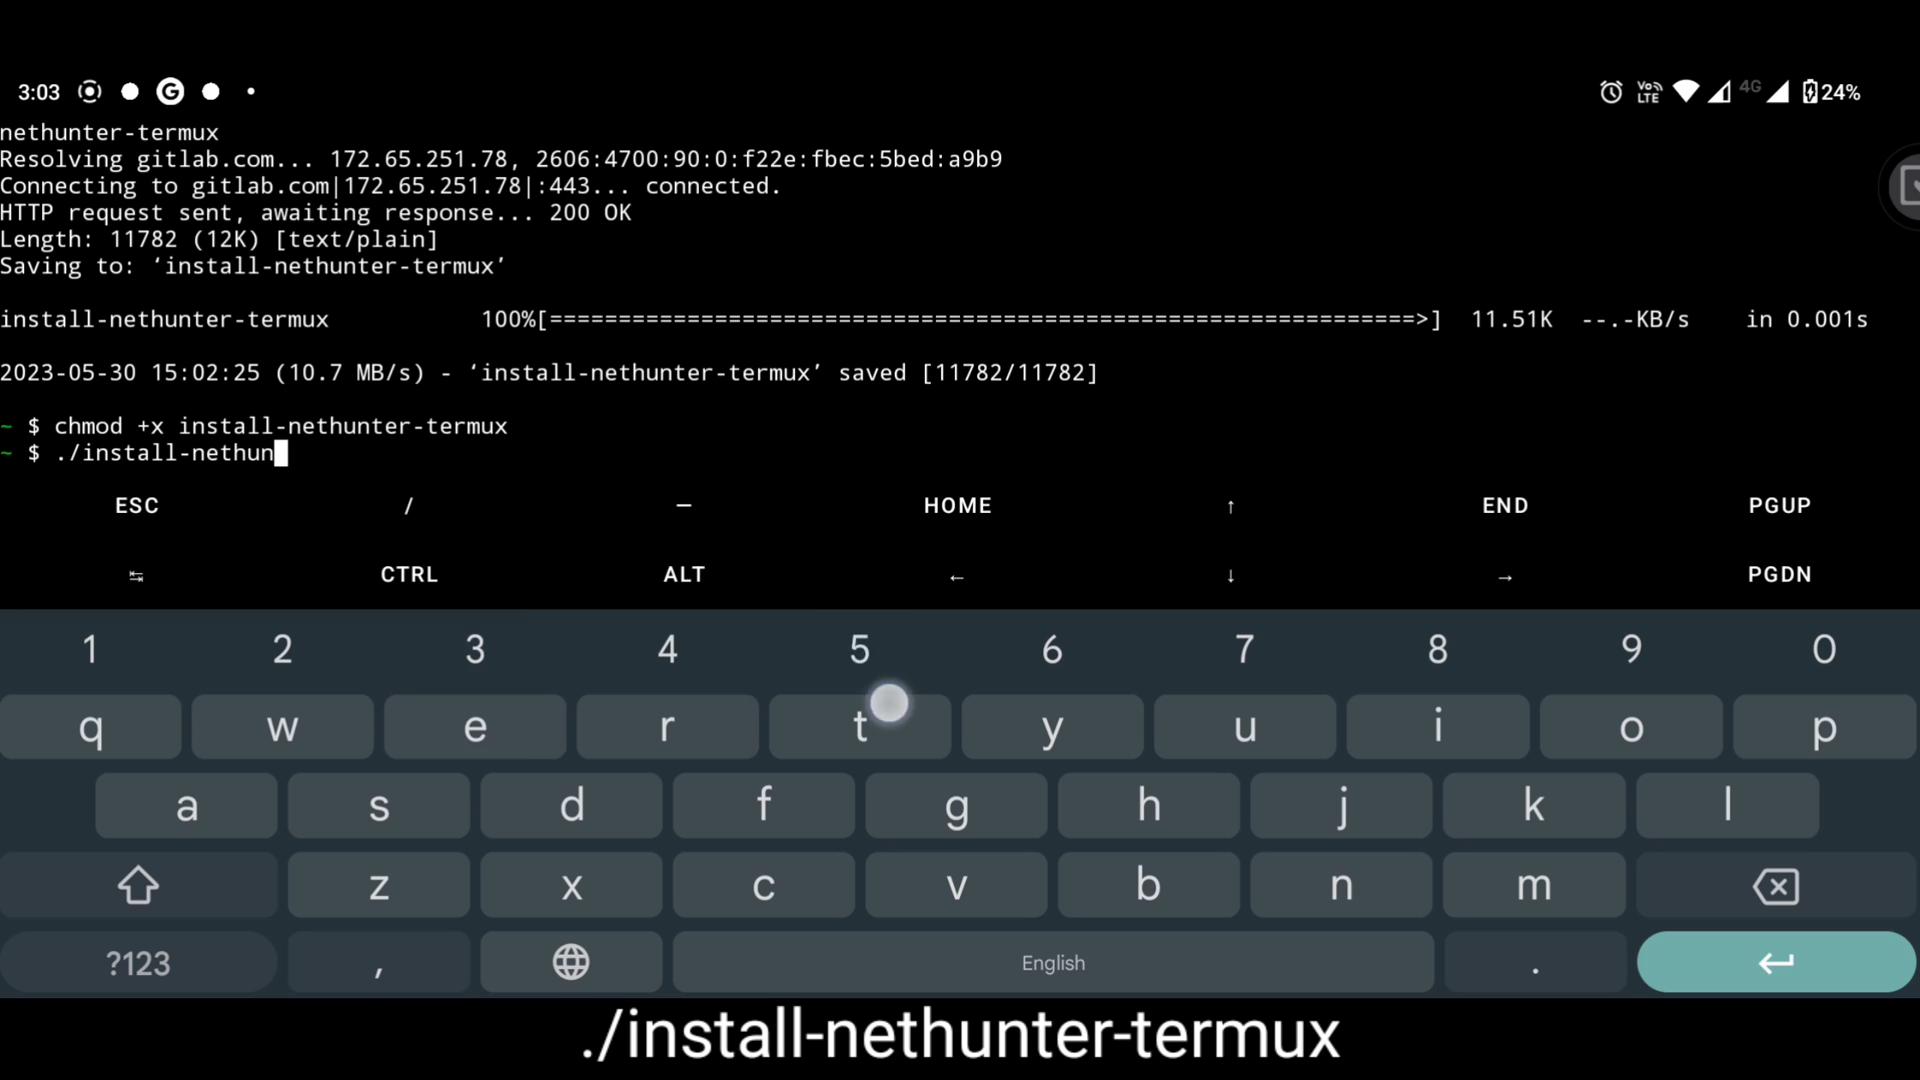 3:03 G Vo) LTE 4G 24%
nethunter-termux
Resolving gitlab.com... 172.65.251.78, 2606:4700:90:0:f22e:fbec:5bed:a9b9
Connecting to gitlab.com|172.65.251.78|:443... connected.
HTTP request sent, awaiting response... 200 OK
Length: 11782 (12K) [text/plain]
Saving to: ‘install-nethunter-termux’
install-nethunter-termux 100%[===============================================================>] 11.51K --.-KB/s in 0.001s
2023-05-30 15:02:25 (10.7 MB/s) - ‘install-nethunter-termux’ saved [11782/11782]
~ $ chmod +x install-nethunter-termux
~ $ ./install-nethun
ESC / — HOME ↑ END PGUP
↹ CTRL ALT ← ↓ → PGDN
1 2 3 4 5 6 7 8 9 0
q w e r t y u i o p
a s d f g h j k l
z x c v b n m
?123 , English .
./install-nethunter-termux